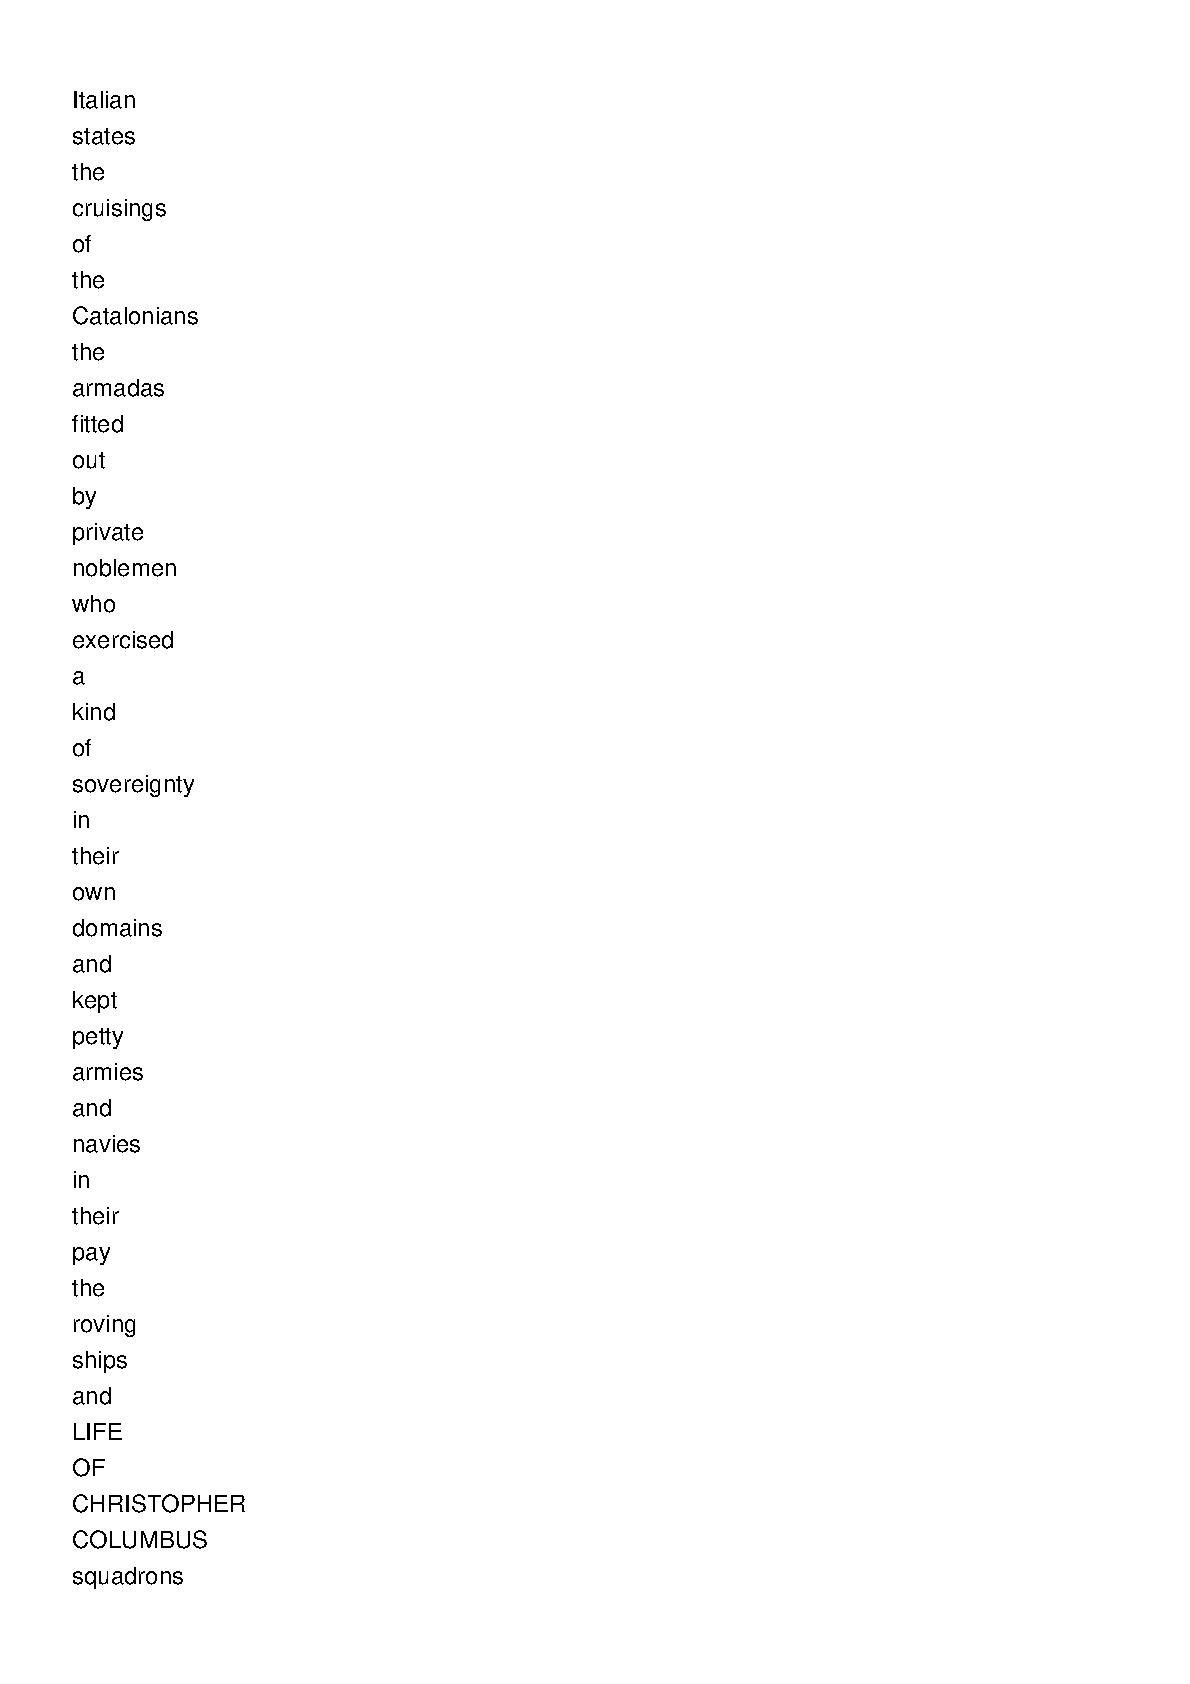 Italian
states
the
cruisings
of
the
Catalonians
the
armadas
fitted
out
by
private
noblemen
who
exercised
a
kind
of
sovereignty
in
their
own
domains
and
kept
petty
armies
and
navies
in
their
pay
the
roving
ships
and
LIFE
OF
CHRISTOPHER
COLUMBUS
squadrons